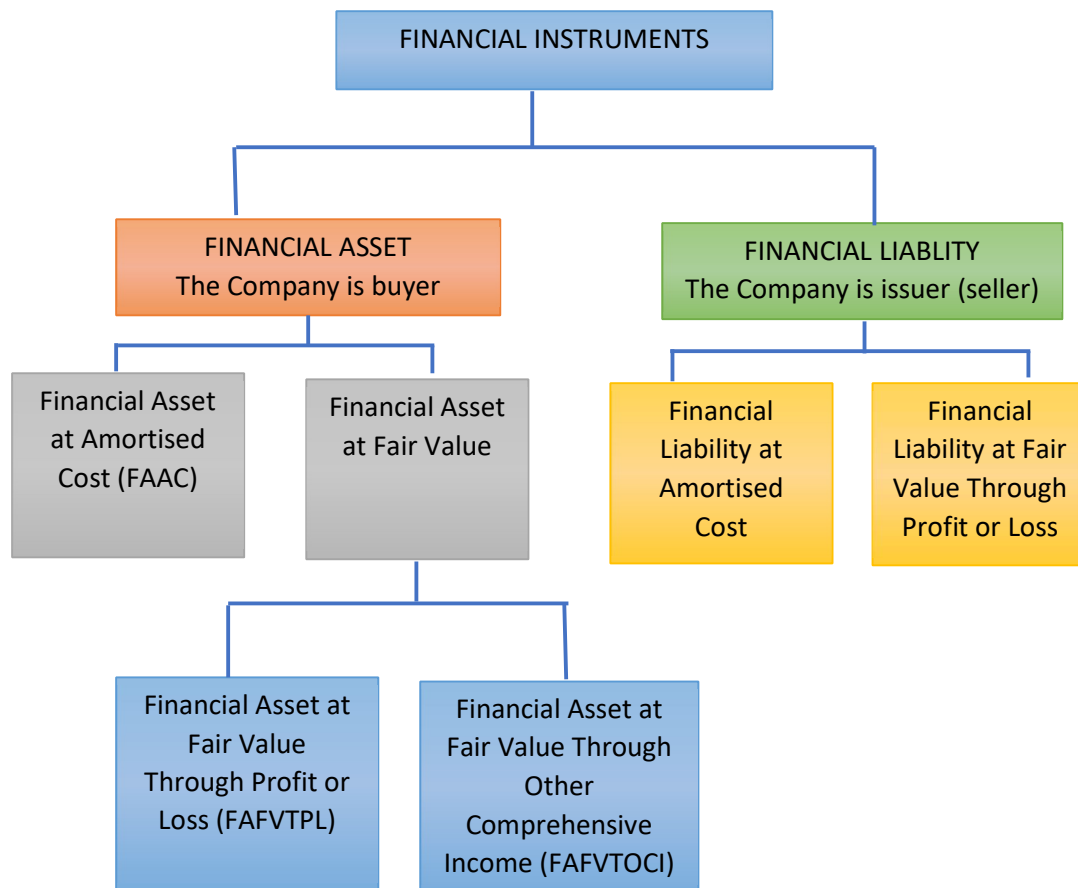 FINANCIAL INSTRUMENTS
FINANCIAL ASSET
The Company is buyer
FINANCIAL LIABLITY
The Company is issuer (seller)
Financial Asset
at Amortised
Cost (FAAC)
Financial Asset
at Fair Value
Financial
Liability at
Amortised
Cost
Financial
Liability at Fair
Value Through
Profit or Loss
Financial Asset at
Fair Value
Through Profit or
Loss (FAFVTPL)
Financial Asset at
Fair Value Through
Other
Comprehensive
Income (FAFVTOCI)